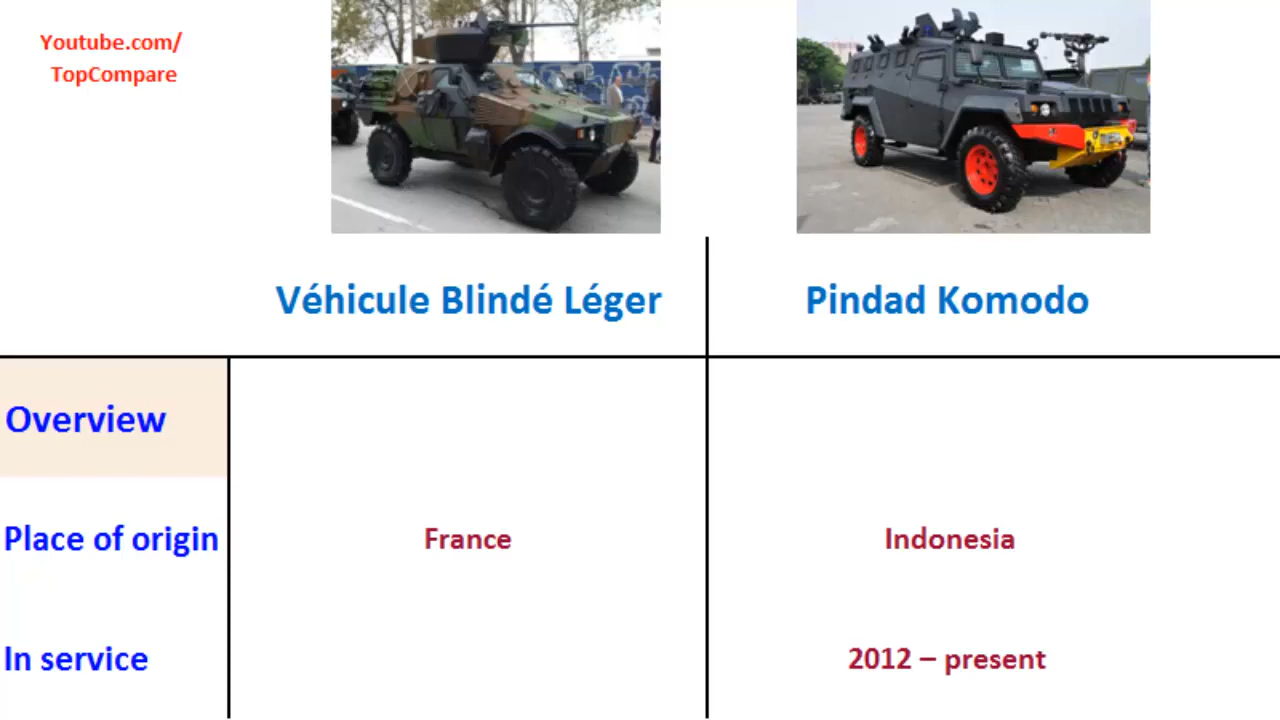 Youtube.com/
TopCompare
Véhicule Blindé Léger
Pindad Komodo
Overview
Place of origin
France
Indonesia
In service
2012 – present